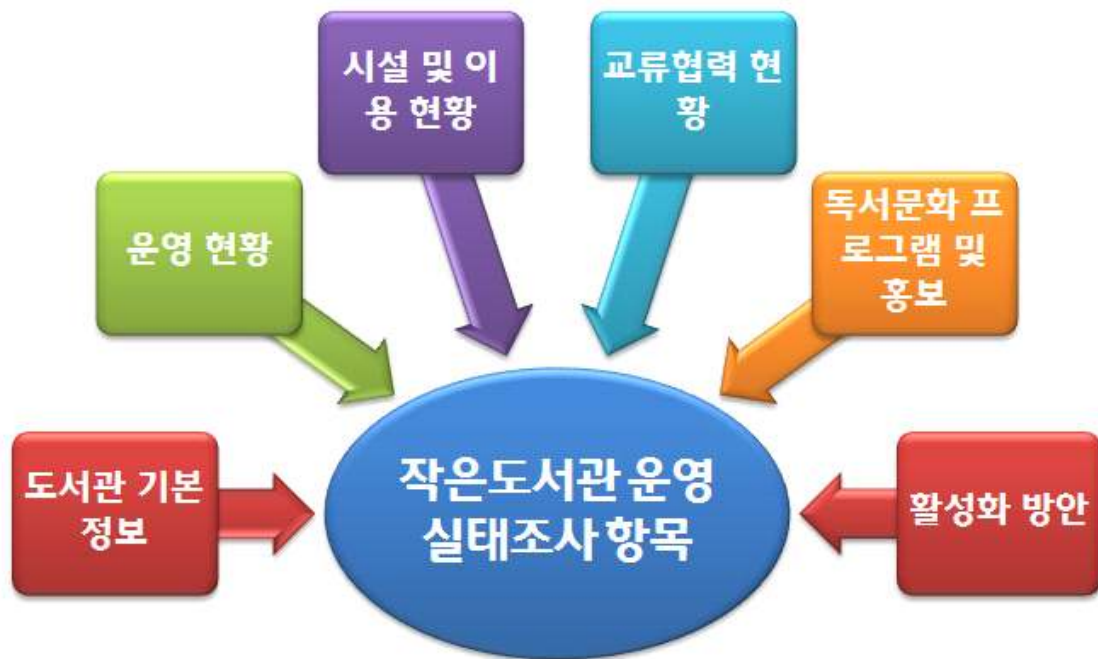 시설 및 이
용 현황
교류협력 현
황
운영 현황
독서문화 프
로그램 및
홍보
도서관 기본
정보
작은도서관 운영
실태조사 항목
활성화 방안